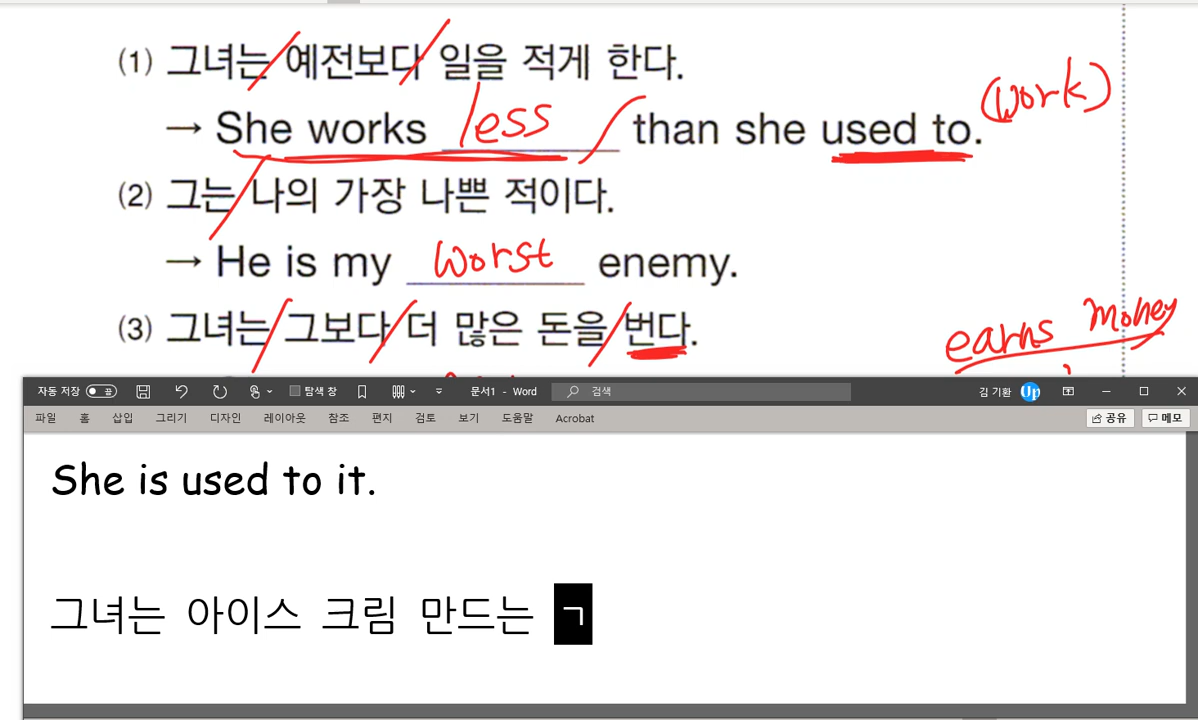 (1) 그녀는 예전보다 일을 적게 한다.
→ She works less than she used to. (work)
(2) 그는 나의 가장 나쁜 적이다.
→ He is my worst enemy.
(3) 그녀는 그보다 더 많은 돈을 번다.
earns money
자동 저장 끔 탐색 창 문서1 - Word 검색 김 기환 Up
파일 홈 삽입 그리기 디자인 레이아웃 참조 편지 검토 보기 도움말 Acrobat 공유 메모
She is used to it.
그녀는 아이스 크림 만드는 ㄱ